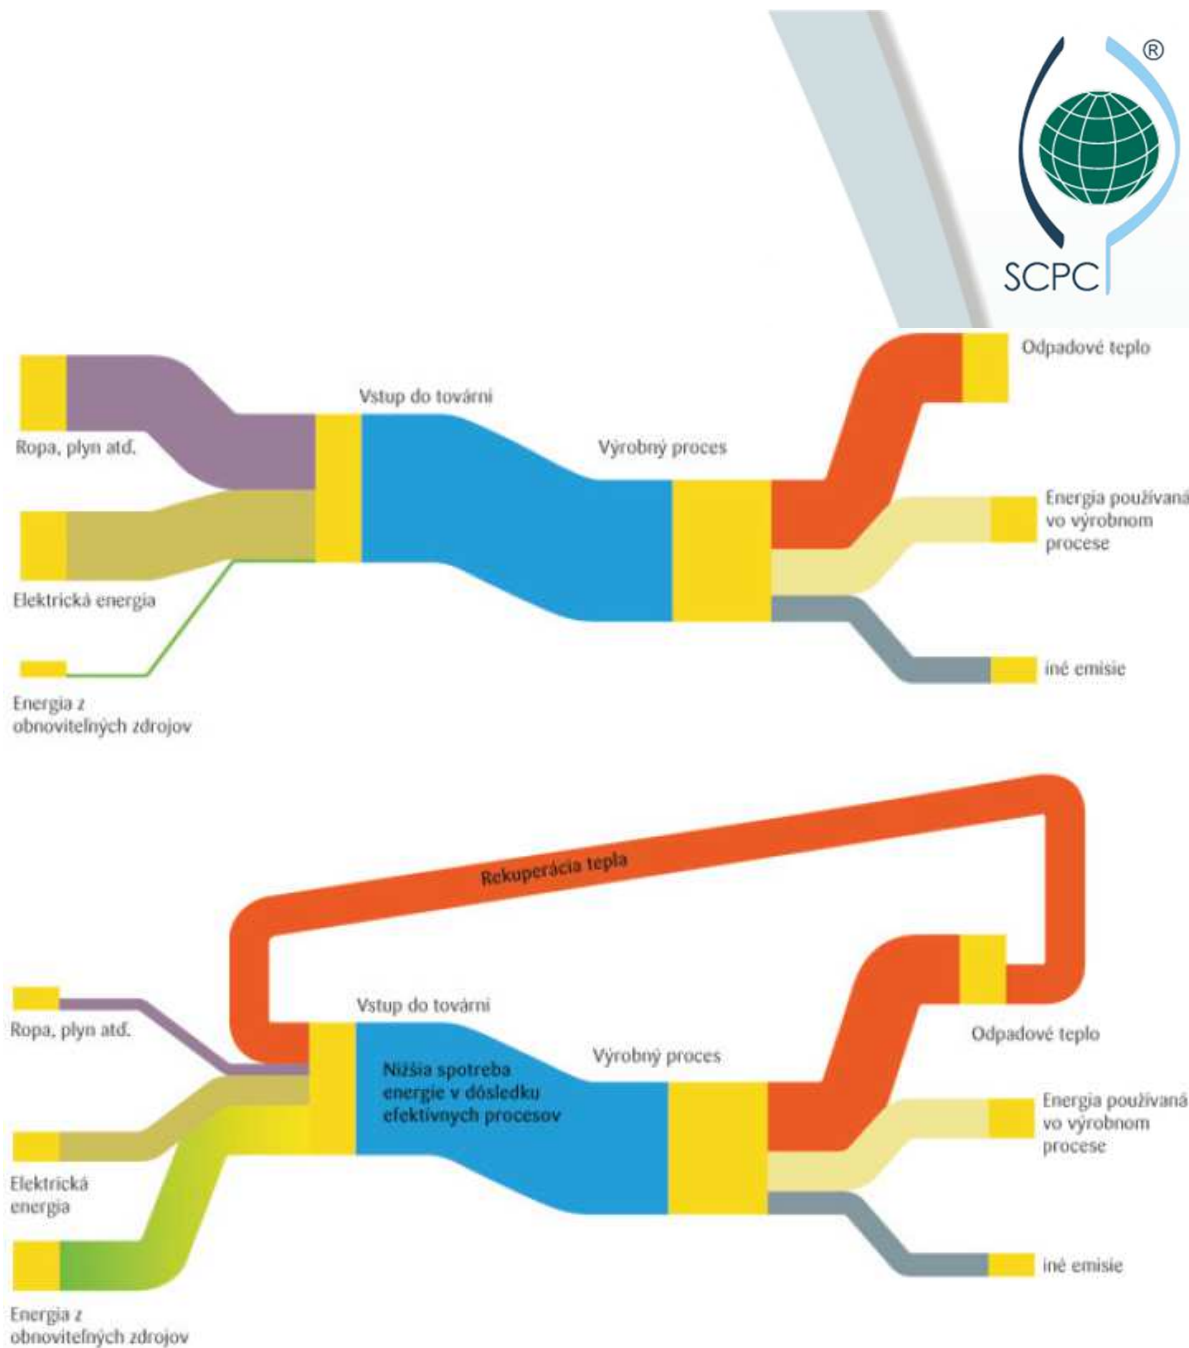 ®
SCPC
Odpadové teplo
Vstup do tovární
Výrobný proces
Ropa, plyn atď.
Energia používaná
vo výrobnom
procese
Elektrická energia
iné emisie
Energia z
obnoviteľných zdrojov
Rekuperácia tepla
Vstup do tovární
Ropa, plyn atď.
Odpadové teplo
Výrobný proces
Nižšia spotreba
energie v dôsledku
efektívnych procesov
Energia používaná
vo výrobnom
procese
Elektrická
energia
iné emisie
Energia z
obnoviteľných zdrojov